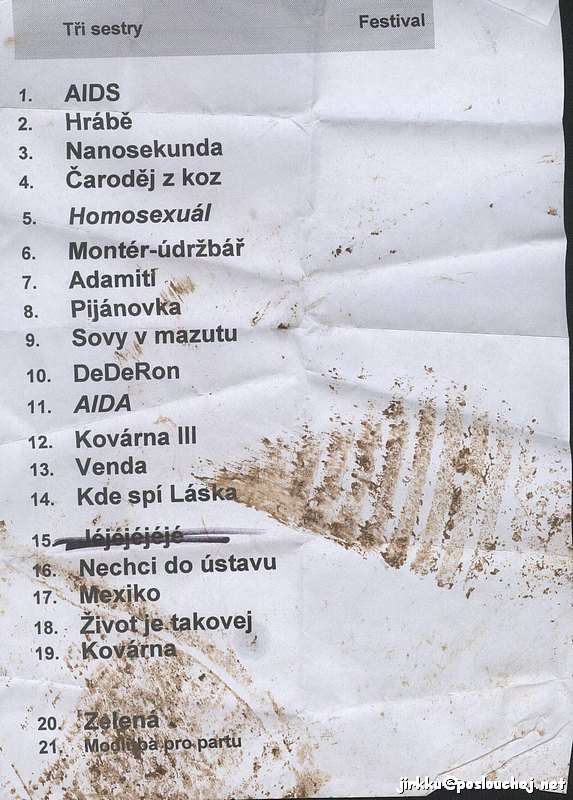 Tři sestry Festival
1. AIDS
2. Hrábě
3. Nanosekunda
4. Čaroděj z koz
5. Homosexuál
6. Montér-údržbář
7. Adamiti
8. Pijánovka
9. Sovy v mazutu
10. DeDeRon
11. AIDA
12. Kovárna III
13. Venda
14. Kde spí Láska
15. Iéjéjéjéjé
16. Nechci do ústavu
17. Mexiko
18. Život je takovej
19. Kovárna
20. Zelená
21. Modlitba pro partu
jirkku@poslouchej.net